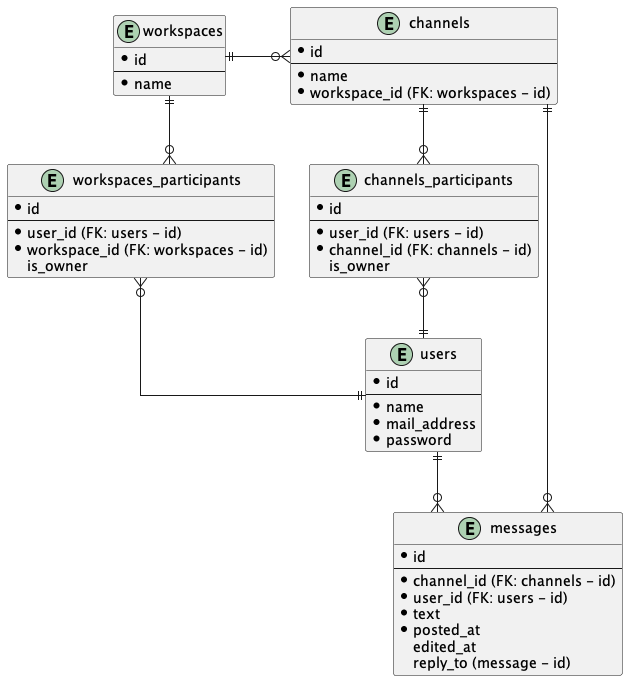 E workspaces
id
name
E channels
id
name
workspace_id (FK: workspaces – id)
E workspaces_participants
id
user_id (FK: users – id)
workspace_id (FK: workspaces – id)
is_owner
E channels_participants
id
user_id (FK: users – id)
channel_id (FK: channels – id)
is_owner
E users
id
name
mail_address
password
E messages
id
channel_id (FK: channels – id)
user_id (FK: users – id)
text
posted_at
edited_at
reply_to (message – id)